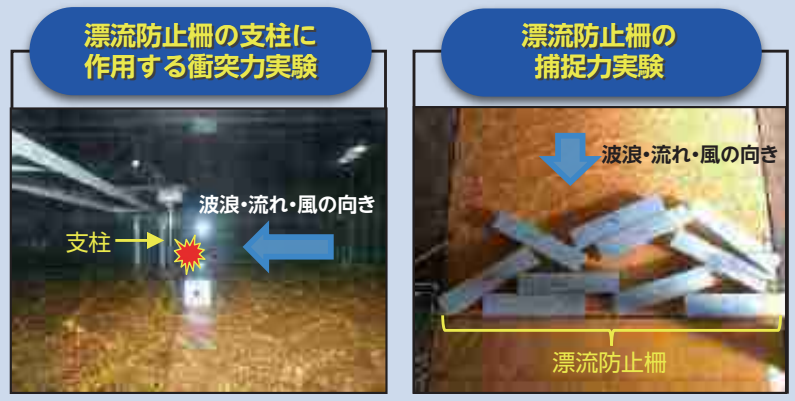 漂流防止柵の支柱に
作用する衝突力実験
波浪・流れ・風の向き
支柱
漂流防止柵の
捕捉力実験
波浪・流れ・風の向き
漂流防止柵